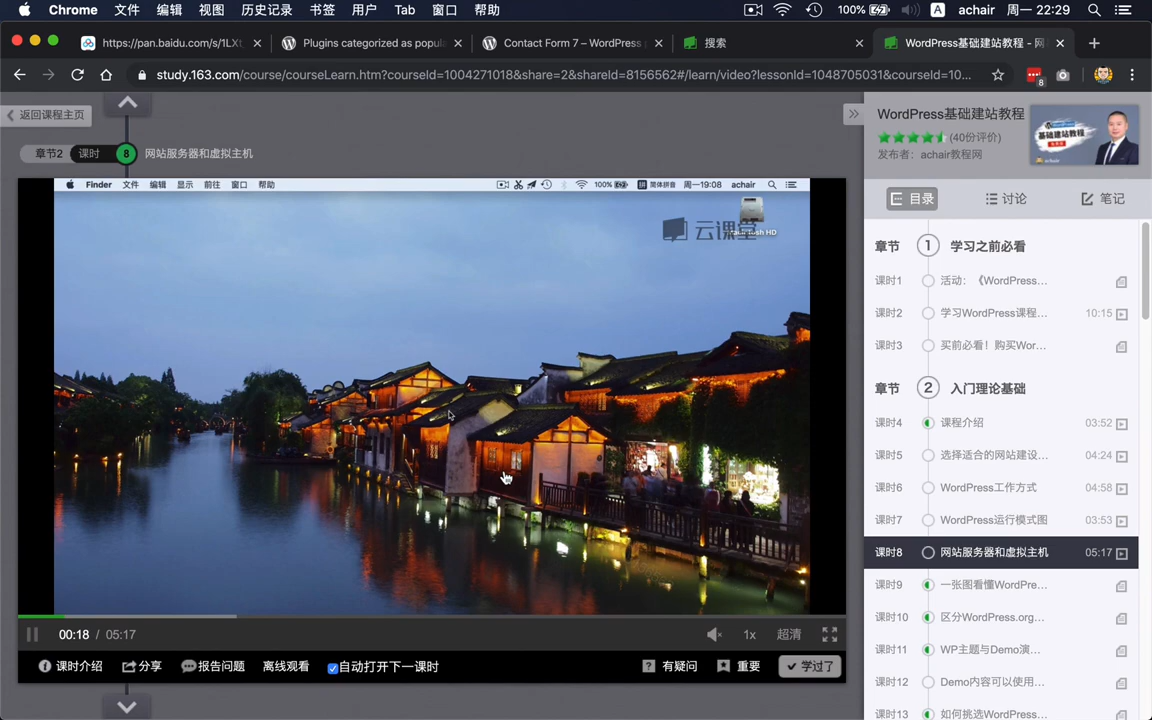 Chrome 文件 编辑 视图 历史记录 书签 用户 Tab 窗口 帮助 100% A achair 周一 22:29
https://pan.baidu.com/s/1LXt
Plugins categorized as popula
Contact Form 7 – WordPress
搜索
WordPress基础建站教程 - 网
study.163.com/course/courseLearn.htm?courseId=1004271018&share=2&shareId=8156562#/learn/video?lessonId=1048705031&courseId=10...
8
返回课程主页
章节2 课时 8 网站服务器和虚拟主机
Finder 文件 编辑 显示 前往 窗口 帮助 100% 简体拼音 周一19:08 achair
云课堂
00:18 / 05:17
1x 超清
课时介绍 分享 报告问题 离线观看 自动打开下一课时 ? 有疑问 重要 学过了
WordPress基础建站教程
(40份评价)
发布者：achair教程网
基础建站教程
achair
目录 讨论 笔记
章节 1 学习之前必看
课时1 活动：《WordPress...
课时2 学习WordPress课程... 10:15
课时3 买前必看！购买Wor...
章节 2 入门理论基础
课时4 课程介绍 03:52
课时5 选择适合的网站建设... 04:24
课时6 WordPress工作方式 04:58
课时7 WordPress运行模式图 03:53
课时8 网站服务器和虚拟主机 05:17
课时9 一张图看懂WordPre...
课时10 区分WordPress.org...
课时11 WP主题与Demo演...
课时12 Demo内容可以使用...
课时13 如何挑选WordPress...